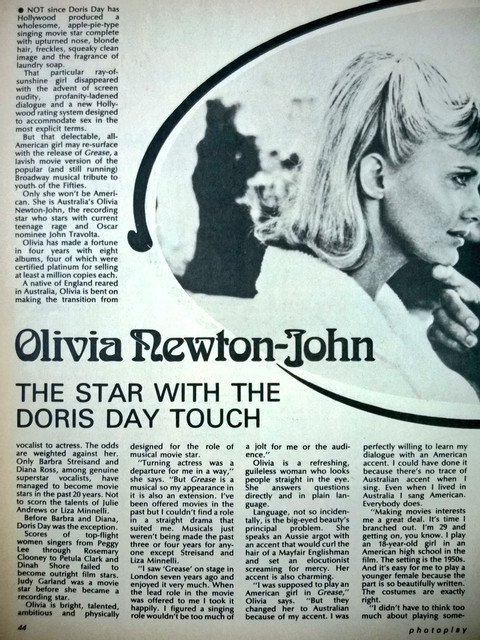 ● NOT since Doris Day has
Hollywood produced a
wholesome, apple-pie-type
singing movie star complete
with upturned nose, blonde
hair, freckles, squeaky clean
image and the fragrance of
laundry soap.
That particular ray-of-
sunshine girl disappeared
with the advent of screen
nudity, profanity-ladened
dialogue and a new Holly-
wood rating system designed
to accommodate sex in the
most explicit terms.
But that delectable, all-
American girl may re-surface
with the release of Grease, a
lavish movie version of the
popular (and still running)
Broadway musical tribute to
youth of the Fifties.
Only she won't be Ameri-
can. She is Australia's Olivia
Newton-John, the recording
star who stars with current
teenage rage and Oscar
nominee John Travolta.
Olivia has made a fortune
in four years with eight
albums, four of which were
certified platinum for selling
at least a million copies each.
A native of England reared
in Australia, Olivia is bent on
making the transition from
Olivia Newton-John
THE STAR WITH THE
DORIS DAY TOUCH
vocalist to actress. The odds
are weighted against her.
Only Barbra Streisand and
Diana Ross, among genuine
superstar vocalists, have
managed to become movie
stars in the past 20 years. Not
to scorn the talents of Julie
Andrews or Liza Minnelli.
Before Barbra and Diana,
Doris Day was the exception.
Scores of top-flight
women singers from Peggy
Lee through Rosemary
Clooney to Petula Clark and
Dinah Shore failed to
become outright film stars.
Judy Garland was a movie
star before she became a
recording star.
Olivia is bright, talented,
ambitious and physically
designed for the role of
musical movie star.
"Turning actress was a
departure for me in a way,"
she says. "But Grease is a
musical so my appearance in
it is also an extension. I've
been offered movies in the
past but I couldn't find a role
in a straight drama that
suited me. Musicals just
weren't being made the past
three or four years for any-
one except Streisand and
Liza Minnelli.
"I saw 'Grease' on stage in
London seven years ago and
enjoyed it very much. When
the lead role in the movie
was offered to me I took it
happily. I figured a singing
role wouldn't be too much of
a jolt for me or the audi-
ence."
Olivia is a refreshing,
guileless woman who looks
people straight in the eye.
She answers questions
directly and in plain lan-
guage.
Language, not so inciden-
tally, is the big-eyed beauty's
principal problem. She
speaks an Aussie argot with
an accent that would curl the
hair of a Mayfair Englishman
and set an elocutionist
screaming for mercy. Her
accent is also charming.
"I was supposed to play an
American girl in Grease,"
Olivia says. "But they
changed her to Australian
because of my accent. I was
perfectly willing to learn my
dialogue with an American
accent. I could have done it
because there's no trace of
Australian accent when I
sing. Even when I lived in
Australia I sang American.
Everybody does.
"Making movies interests
me a great deal. It's time I
branched out. I'm 29 and
getting on, you know. I play
an 18-year-old girl in an
American high school in the
film. The setting is the 1950s.
And it's easy for me to play a
younger female because the
part is so beautifully written.
The costumes are exactly
right.
"I didn't have to think too
much about playing some-
44
photoplay